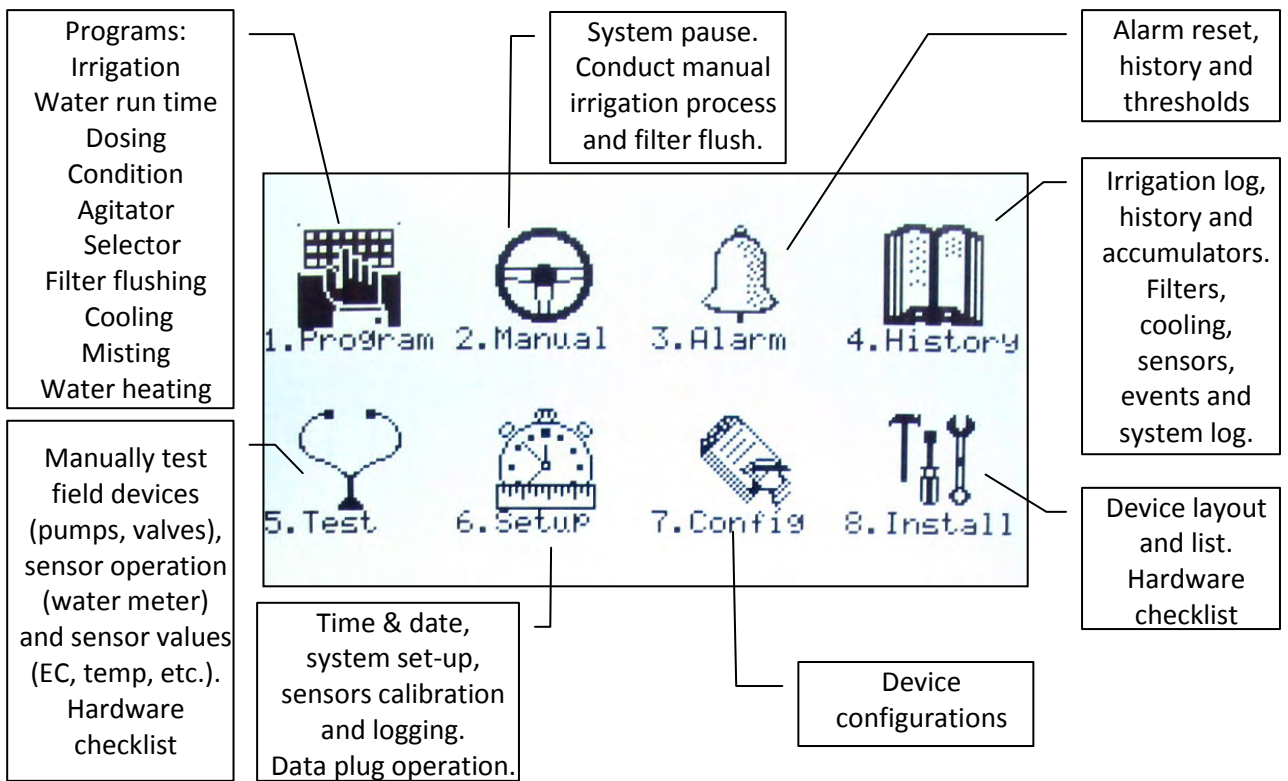 Programs:
Irrigation
Water run time
Dosing
Condition
Agitator
Selector
Filter flushing
Cooling
Misting
Water heating
System pause.
Conduct manual
irrigation process
and filter flush.
Alarm reset,
history and
thresholds
Irrigation log,
history and
accumulators.
Filters,
cooling,
sensors,
events and
system log.
1.Program 2.Manual 3.Alarm 4.History
5.Test 6.Setup 7.Config 8.Install
Manually test
field devices
(pumps, valves),
sensor operation
(water meter)
and sensor values
(EC, temp, etc.).
Hardware
checklist
Time & date,
system set-up,
sensors calibration
and logging.
Data plug operation.
Device
configurations
Device layout
and list.
Hardware
checklist